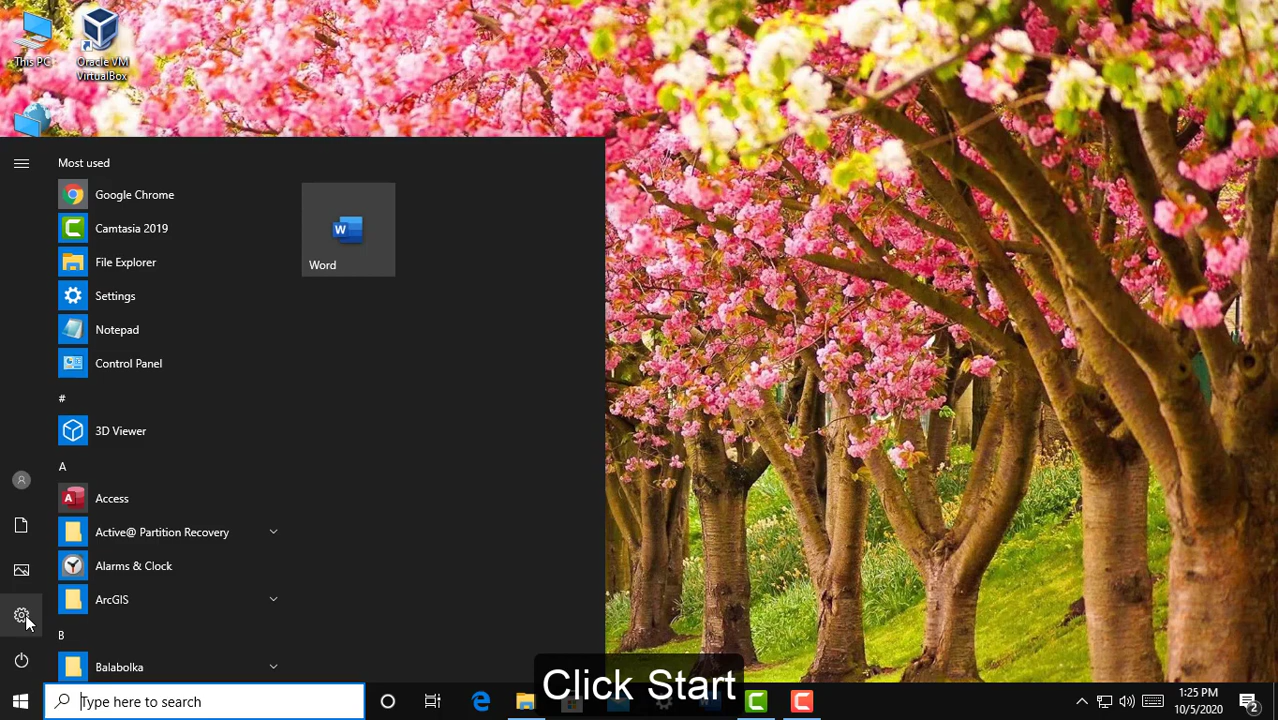 This PC
Oracle VM
VirtualBox
Most used
Google Chrome
Camtasia 2019
File Explorer
Settings
Notepad
Control Panel
#
3D Viewer
A
Access
Active@ Partition Recovery
Alarms & Clock
ArcGIS
B
Balabolka
W
Word
Type here to search
Click Start
1:25 PM
10/5/2020
2